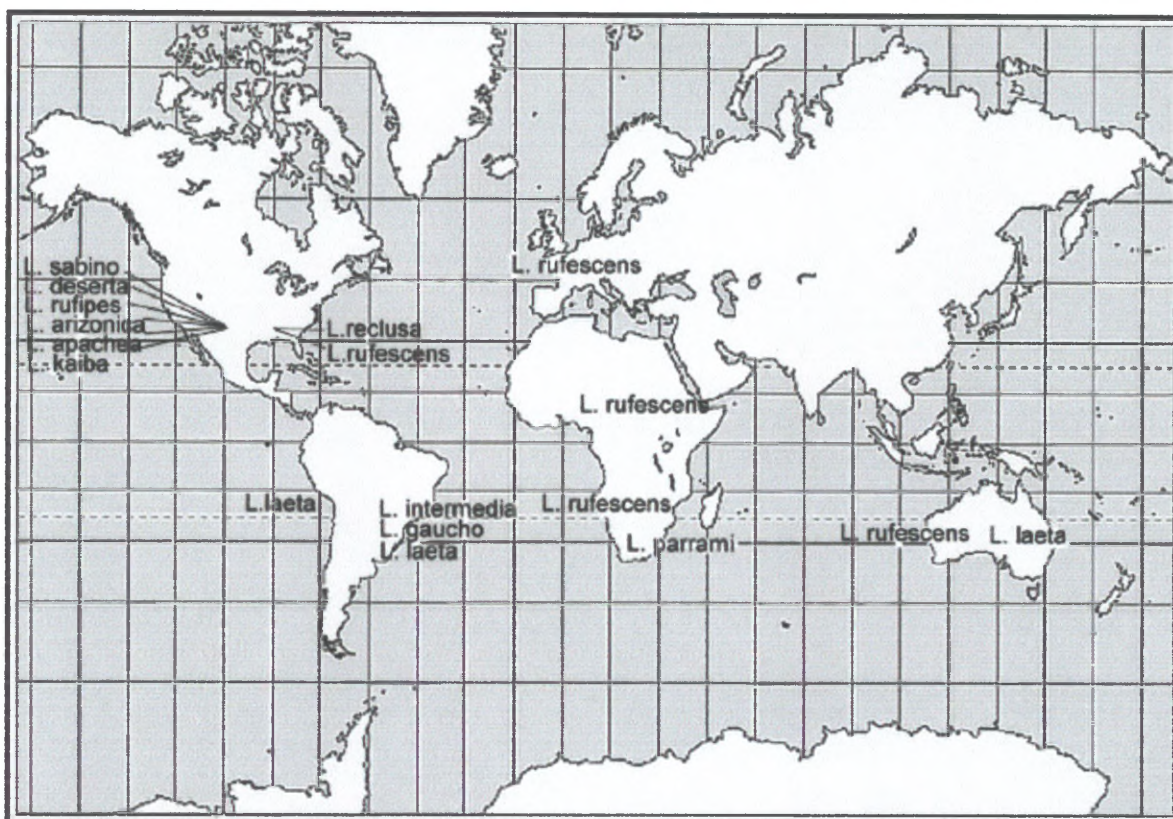 L. sabino
L. deserta
L. rufipes
L. arizonica
L. apachea
L. kaiba
L.reclusa
L.rufescens
L. rufescens
L. rufescens
L.laeta
L. intermedia
L. gaucho
L. laeta
L. rufescens
L. parrami
L. rufescens
L. laeta